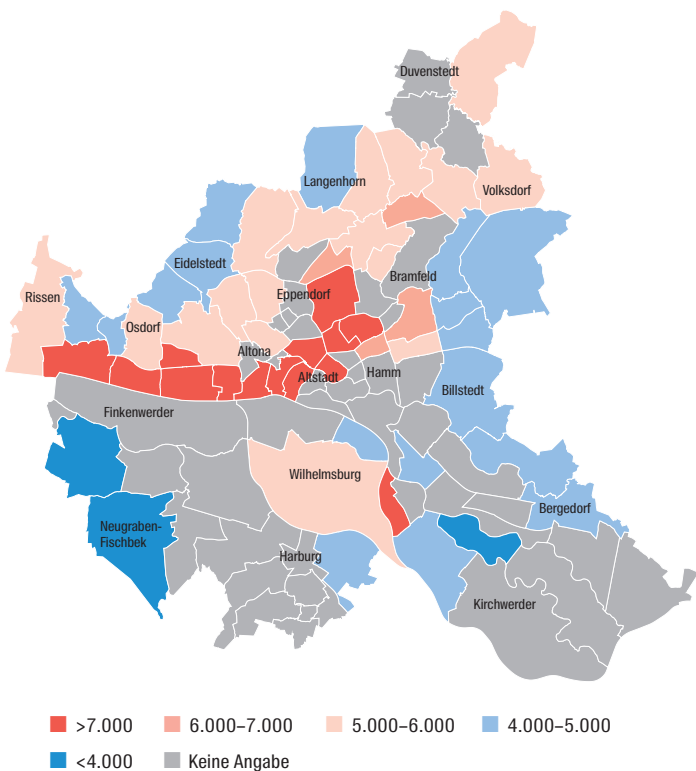 Duvenstedt
Langenhorn
Volksdorf
Eidelstedt
Bramfeld
Rissen
Eppendorf
Osdorf
Altona
Hamm
Altstadt
Billstedt
Finkenwerder
Wilhelmsburg
Bergedorf
Neugraben-
Fischbek
Harburg
Kirchwerder
>7.000 6.000–7.000 5.000–6.000 4.000–5.000
<4.000 Keine Angabe